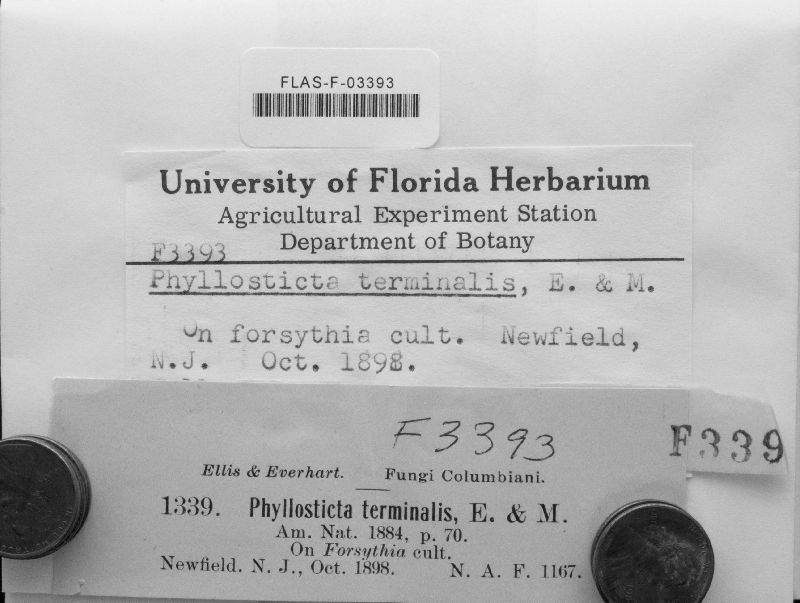 FLAS-F-03393
University of Florida Herbarium
Agricultural Experiment Station
Department of Botany
F3393
Phyllosticta terminalis, E. & M.
On forsythia cult. Newfield,
N.J. Oct. 1898.
F3393
F339
Ellis & Everhart. Fungi Columbiani.
1339. Phyllosticta terminalis, E. & M.
Am. Nat. 1884, p. 70.
On Forsythia cult.
Newfield. N. J., Oct. 1898. N. A. F. 1167.